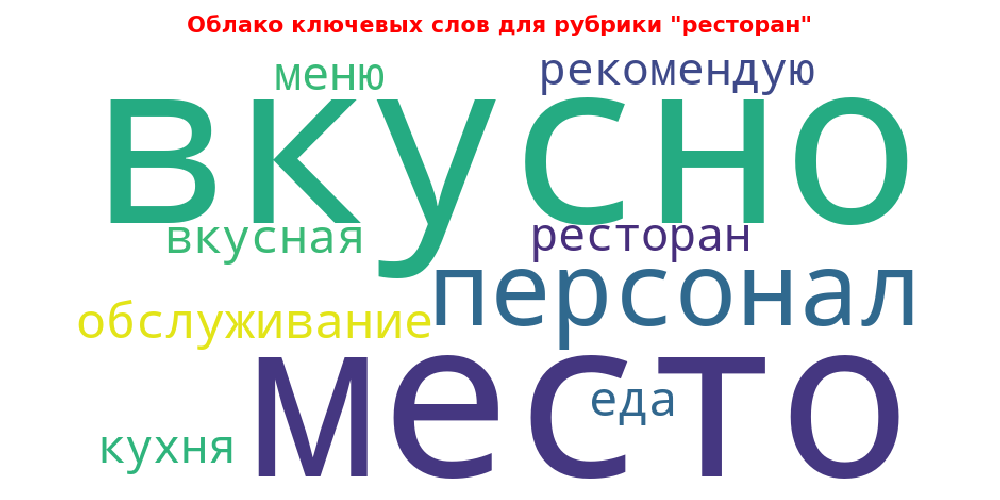 Облако ключевых слов для рубрики "ресторан"
меню рекомендую
вкусно
вкусная ресторан
персонал
обслуживание
место
еда
кухня